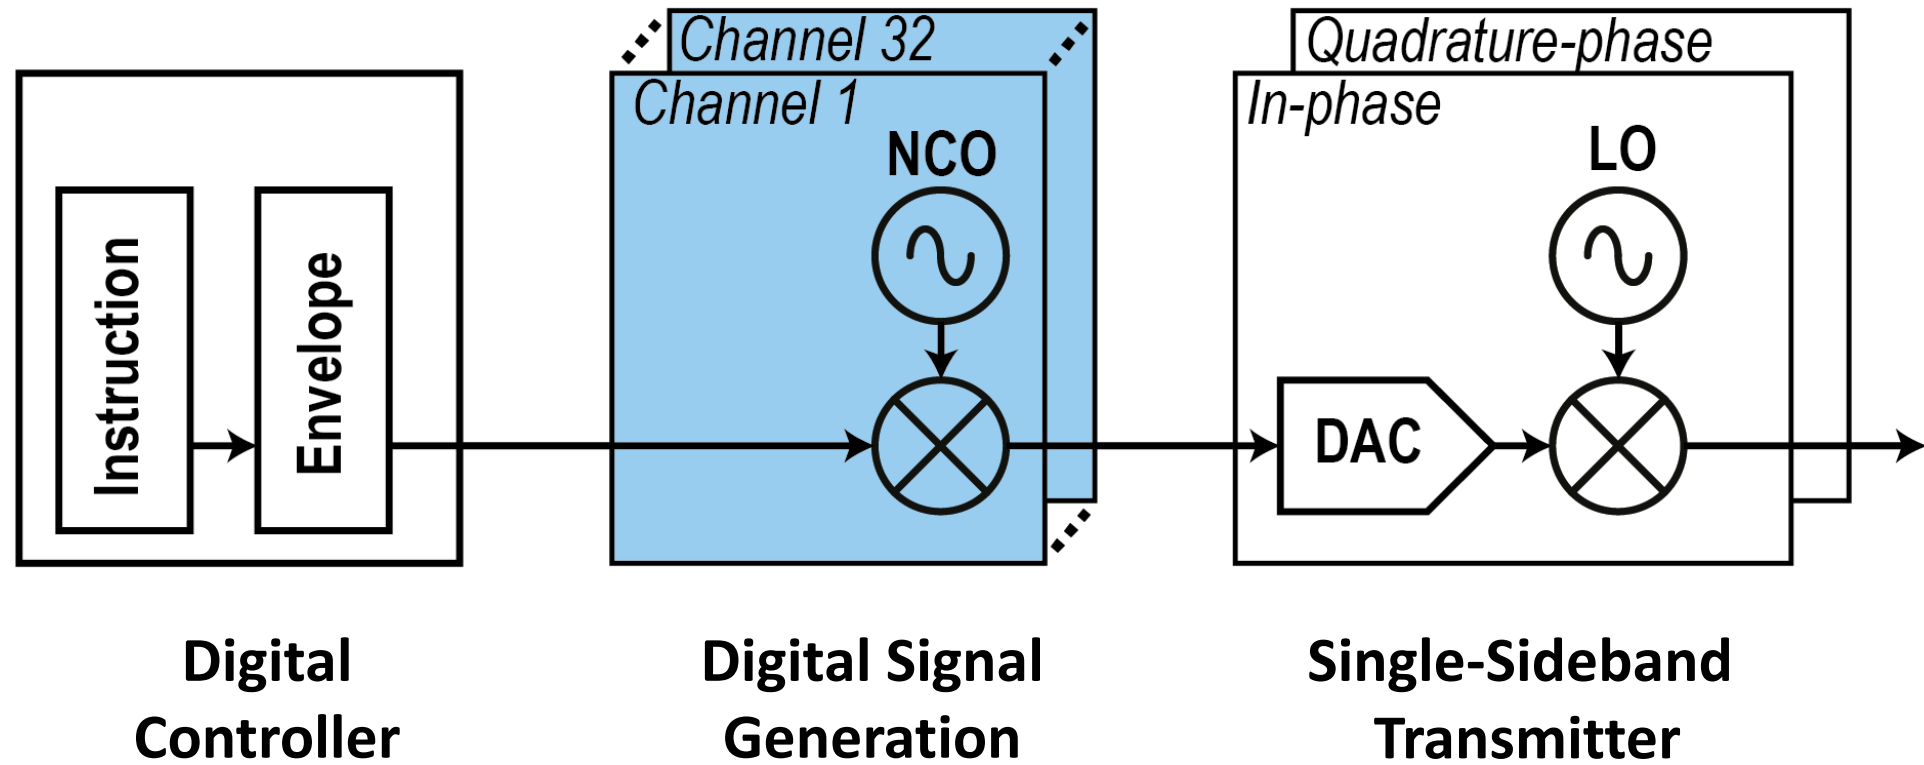 Channel 32
Channel 1
NCO
Quadrature-phase
In-phase
LO
Instruction
Envelope
DAC
Digital
Controller
Digital Signal
Generation
Single-Sideband
Transmitter